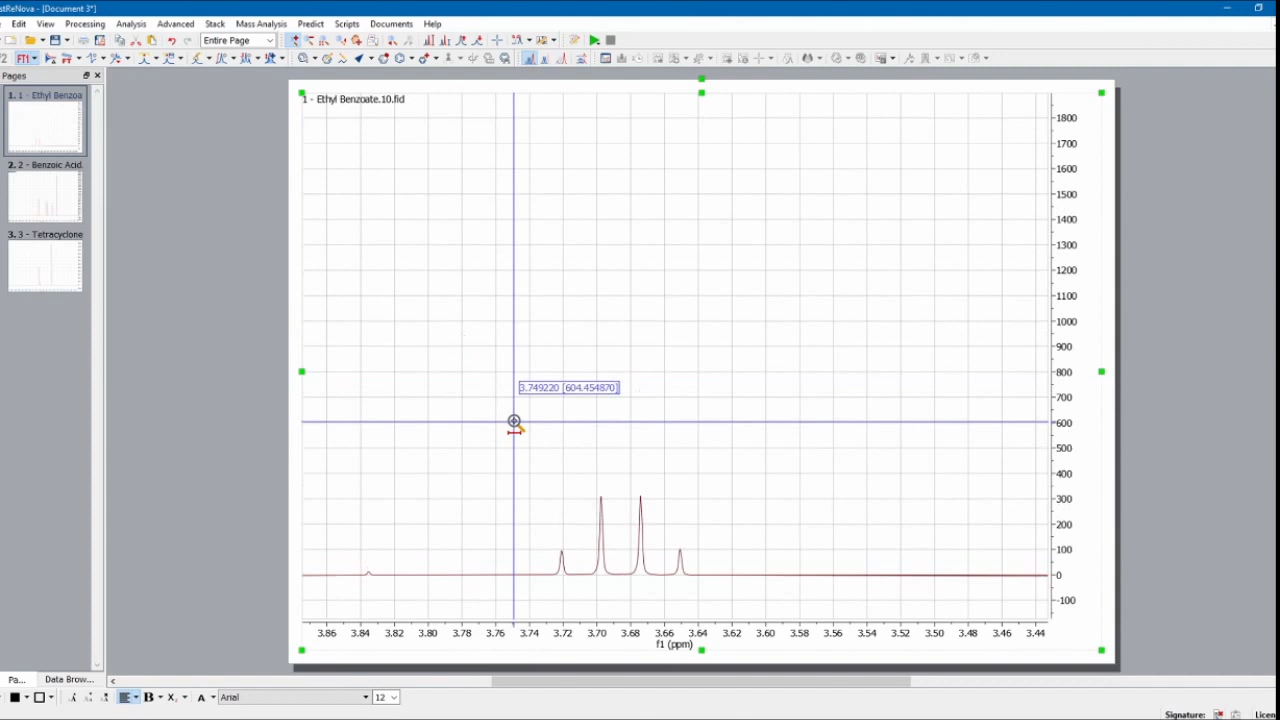 stReNova - [Document 3*]
Edit View Processing Analysis Advanced Stack Mass Analysis Predict Scripts Documents Help
Entire Page
FT1
Pages
1. 1 - Ethyl Benzoa
2. 2 - Benzoic Acid.
3. 3 - Tetracyclone
1 - Ethyl Benzoate.10.fid
1800
1700
1600
1500
1400
1300
1200
1100
1000
900
800
700
600
500
400
300
200
100
0
-100
3.749220 [604.454870]
3.86 3.84 3.82 3.80 3.78 3.76 3.74 3.72 3.70 3.68 3.66 3.64 3.62 3.60 3.58 3.56 3.54 3.52 3.50 3.48 3.46 3.44
f1 (ppm)
Pa... Data Brow...
B X A Arial 12
Signature: Licen